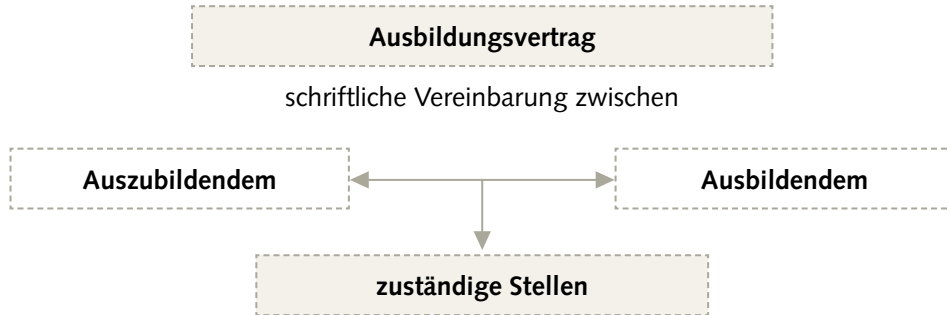 Ausbildungsvertrag
schriftliche Vereinbarung zwischen
Auszubildendem
Ausbildendem
zuständige Stellen